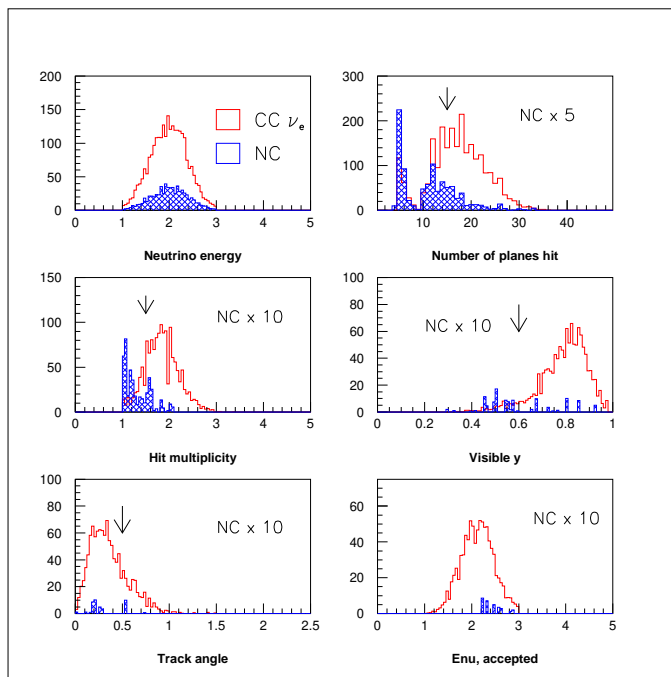 200
150
100
50
0
0 1 2 3 4 5
CC νe
NC
Neutrino energy
300
200
100
0
10 20 30 40
NC x 5
Number of planes hit
150
100
50
0
0 1 2 3 4 5
NC x 10
Hit multiplicity
100
80
60
40
20
0
0 0.2 0.4 0.6 0.8 1
NC x 10
Visible y
100
80
60
40
20
0
0 0.5 1 1.5 2 2.5
NC x 10
Track angle
60
40
20
0
0 1 2 3 4 5
NC x 10
Enu, accepted